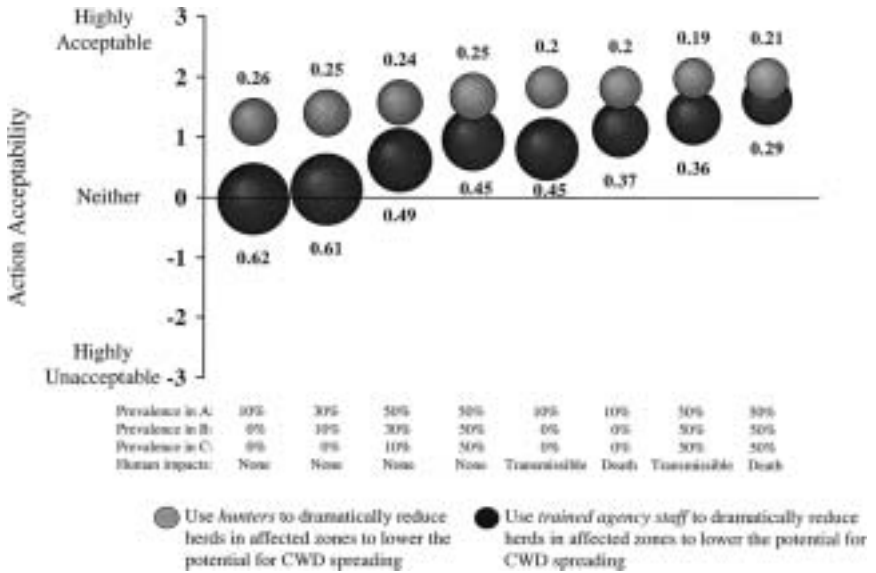 Highly
Acceptable
3
2
1
Neither
0
-1
-2
Highly
Unacceptable -3
Action Acceptability
0.26 0.25 0.24 0.25 0.2 0.2 0.19 0.21
0.62 0.61 0.49 0.45 0.45 0.37 0.36 0.29
Prevalence in A: 10% 30% 50% 50% 10% 10% 50% 50%
Prevalence in B: 0% 10% 30% 50% 0% 0% 50% 50%
Prevalence in C: 0% 0% 10% 50% 0% 0% 50% 50%
Human impacts: None None None None Transmissible Death Transmissible Death
Use hunters to dramatically reduce
herds in affected zones to lower the
potential for CWD spreading
Use trained agency staff to dramatically reduce
herds in affected zones to lower the potential for
CWD spreading